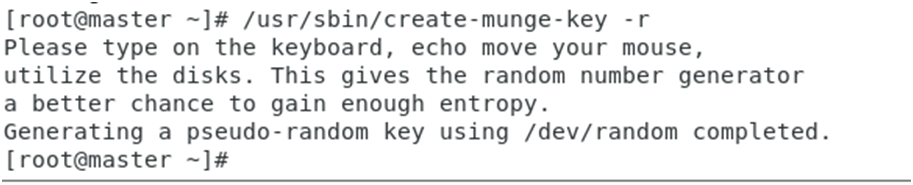 [root@master ~]# /usr/sbin/create-munge-key -r
Please type on the keyboard, echo move your mouse,
utilize the disks. This gives the random number generator
a better chance to gain enough entropy.
Generating a pseudo-random key using /dev/random completed.
[root@master ~]#